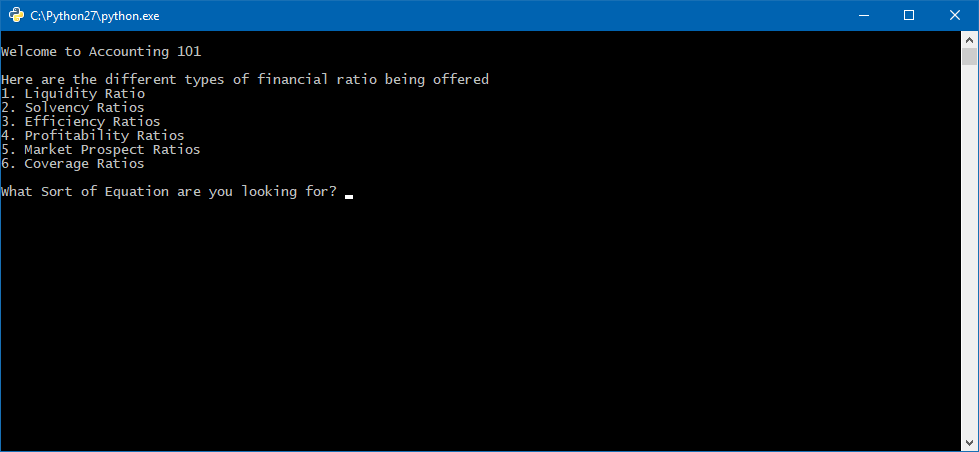 C:\Python27\python.exe
Welcome to Accounting 101
Here are the different types of financial ratio being offered
1. Liquidity Ratio
2. Solvency Ratios
3. Efficiency Ratios
4. Profitability Ratios
5. Market Prospect Ratios
6. Coverage Ratios
What Sort of Equation are you looking for?